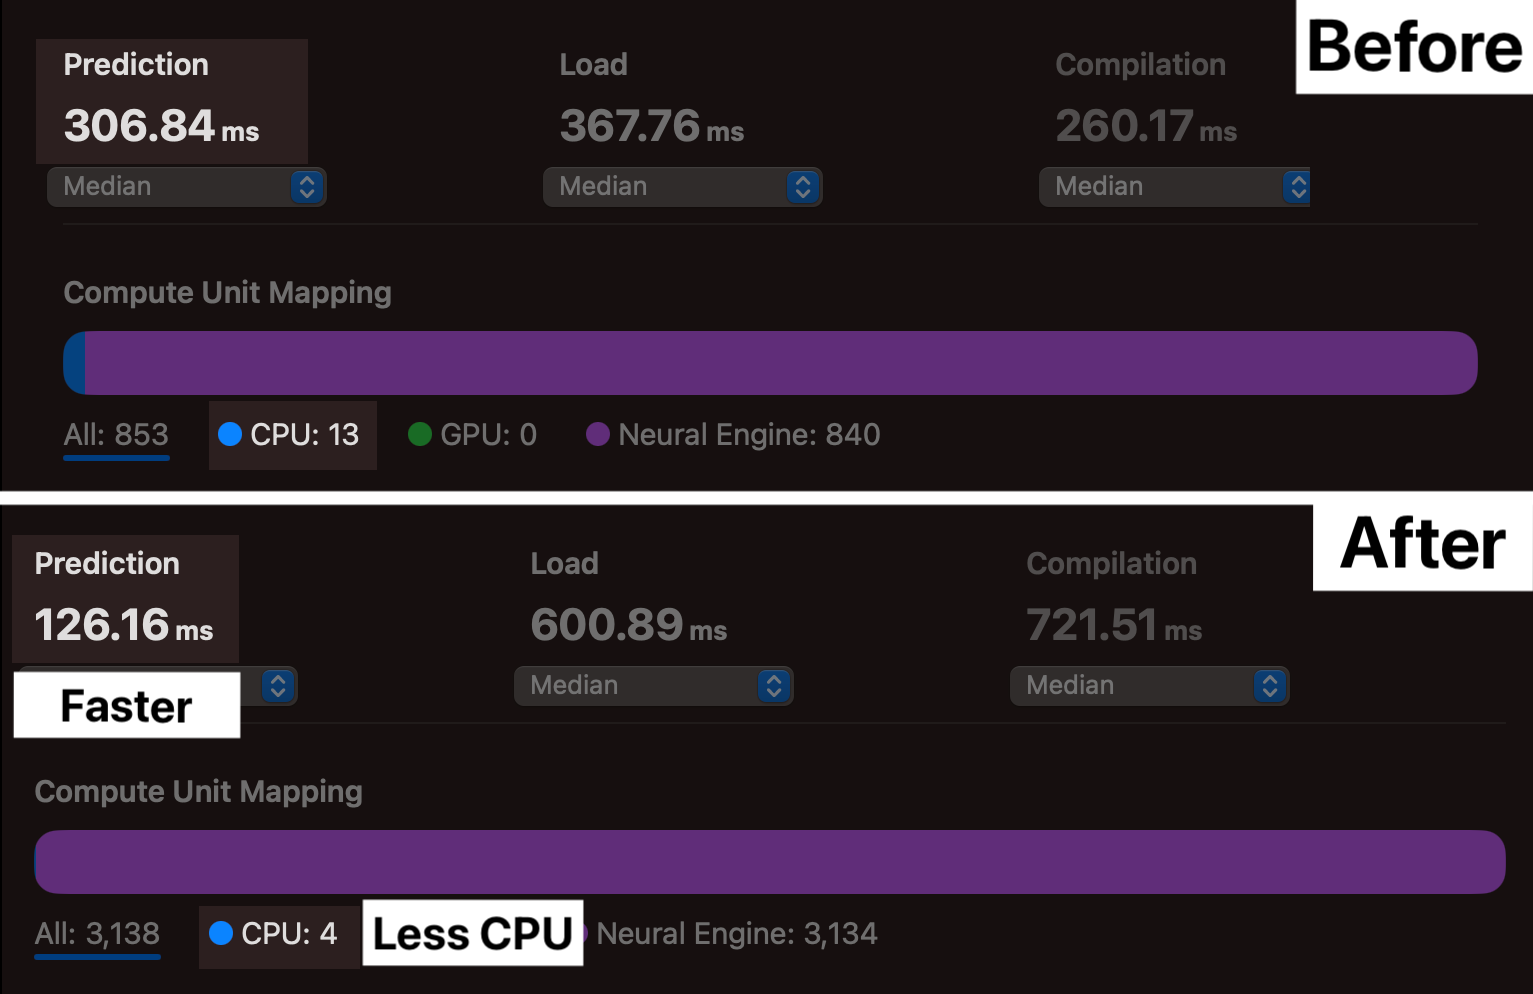 Before
Prediction Load Compilation
306.84 ms 367.76 ms 260.17 ms
Median Median Median
Compute Unit Mapping
All: 853 CPU: 13 GPU: 0 Neural Engine: 840
After
Prediction Load Compilation
126.16 ms 600.89 ms 721.51 ms
Faster Median Median
Compute Unit Mapping
All: 3,138 CPU: 4 Less CPU Neural Engine: 3,134